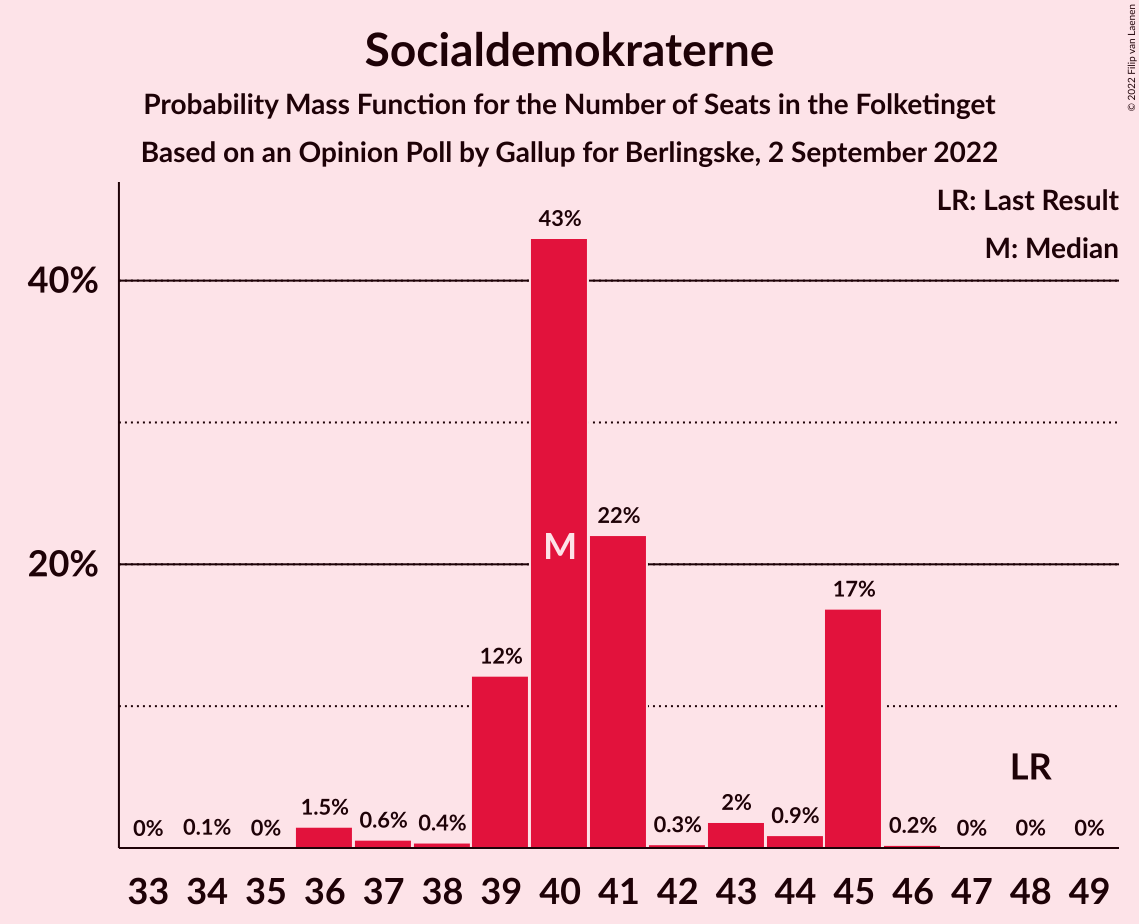 Socialdemokraterne
Probability Mass Function for the Number of Seats in the Folketinget
Based on an Opinion Poll by Gallup for Berlingske, 2 September 2022
© 2022 Filip van Laenen
LR: Last Result
M: Median
40%
20%
0%
0.1%
0%
1.5%
0.6%
0.4%
12%
43%
M
22%
0.3%
2%
0.9%
17%
0.2%
0%
LR
0%
0%
33 34 35 36 37 38 39 40 41 42 43 44 45 46 47 48 49